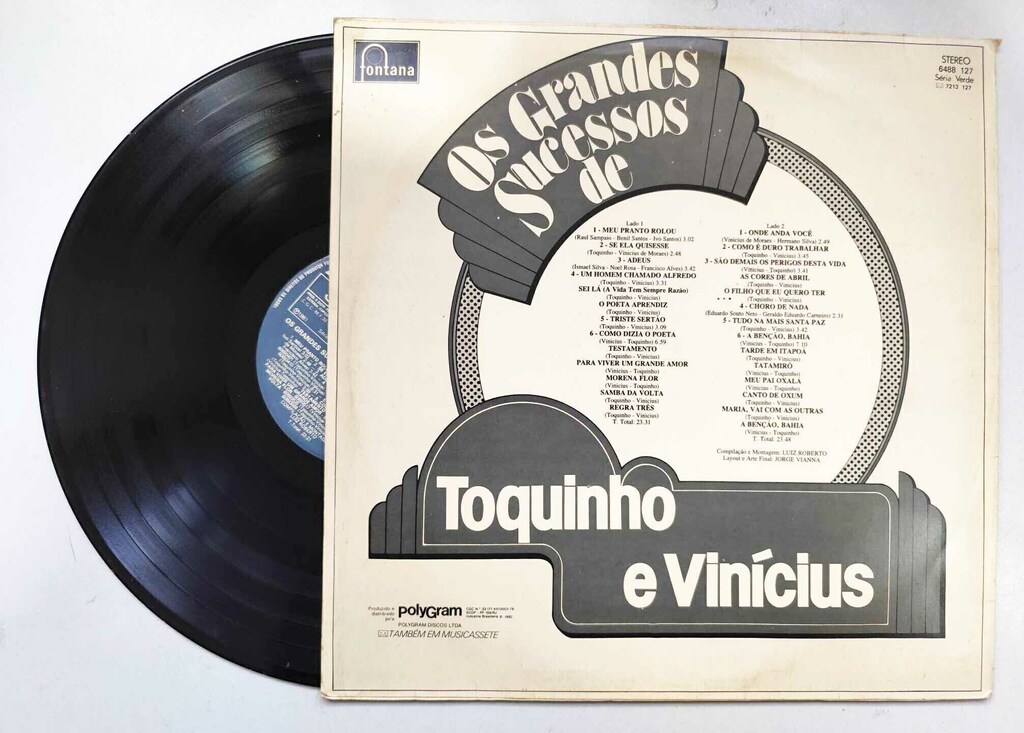 fontana
STEREO
6488 127
Série Verde
7213 127
Os Grandes
Sucessos
de
Lado 1
1 - MEU PRANTO ROLOU
(Raul Sampaio - Benil Santos - Ivo Santos) 3.02
2 - SE ELA QUISESSE
(Toquinho - Vinicius de Moraes) 2.48
3 - ADEUS
(Ismael Silva - Noel Rosa - Francisco Alves) 3.42
4 - UM HOMEM CHAMADO ALFREDO
(Toquinho - Vinicius) 3.31
SEI LÁ (A Vida Tem Sempre Razão)
(Toquinho - Vinicius)
O POETA APRENDIZ
(Toquinho - Vinicius)
5 - TRISTE SERTÃO
(Toquinho - Vinicius) 3.09
6 - COMO DIZIA O POETA
(Vinicius - Toquinho) 6.59
TESTAMENTO
(Vinicius - Toquinho)
PARA VIVER UM GRANDE AMOR
(Vinicius - Toquinho)
MORENA FLOR
(Vinicius - Toquinho)
SAMBA DA VOLTA
(Toquinho - Vinicius)
REGRA TRÊS
(Toquinho - Vinicius)
T. Total: 23.31
Lado 2
1 - ONDE ANDA VOCÊ
(Vinicius de Moraes - Hermano Silva) 2.49
2 - COMO É DURO TRABALHAR
(Toquinho - Vinicius) 3.45
3 - SÃO DEMAIS OS PERIGOS DESTA VIDA
(Vinicius - Toquinho) 3.41
AS CORES DE ABRIL
(Toquinho - Vinicius)
O FILHO QUE EU QUERO TER
(Toquinho - Vinicius)
4 - CHORO DE NADA
(Eduardo Souto Neto - Geraldo Eduardo Carneiro) 2.31
5 - TUDO NA MAIS SANTA PAZ
(Toquinho - Vinicius) 3.42
6 - A BENÇÃO, BAHIA
(Vinicius - Toquinho) 7.10
TARDE EM ITAPOÃ
(Toquinho - Vinicius)
TATAMIRÔ
(Vinicius - Toquinho)
MEU PAI OXALÁ
(Vinicius - Toquinho)
CANTO DE OXUM
(Toquinho - Vinicius)
MARIA, VAI COM AS OUTRAS
(Toquinho - Vinicius)
A BENÇÃO, BAHIA
(Vinicius - Toquinho)
T. Total: 23.48
Compilação e Montagem: LUIZ ROBERTO
Layout e Arte Final: JORGE VIANNA
Toquinho
e Vinícius
Produzido e
distribuído
pela
polyGram
POLYGRAM DISCOS LTDA
TAMBÉM EM MUSICASSETE
OS GRANDES